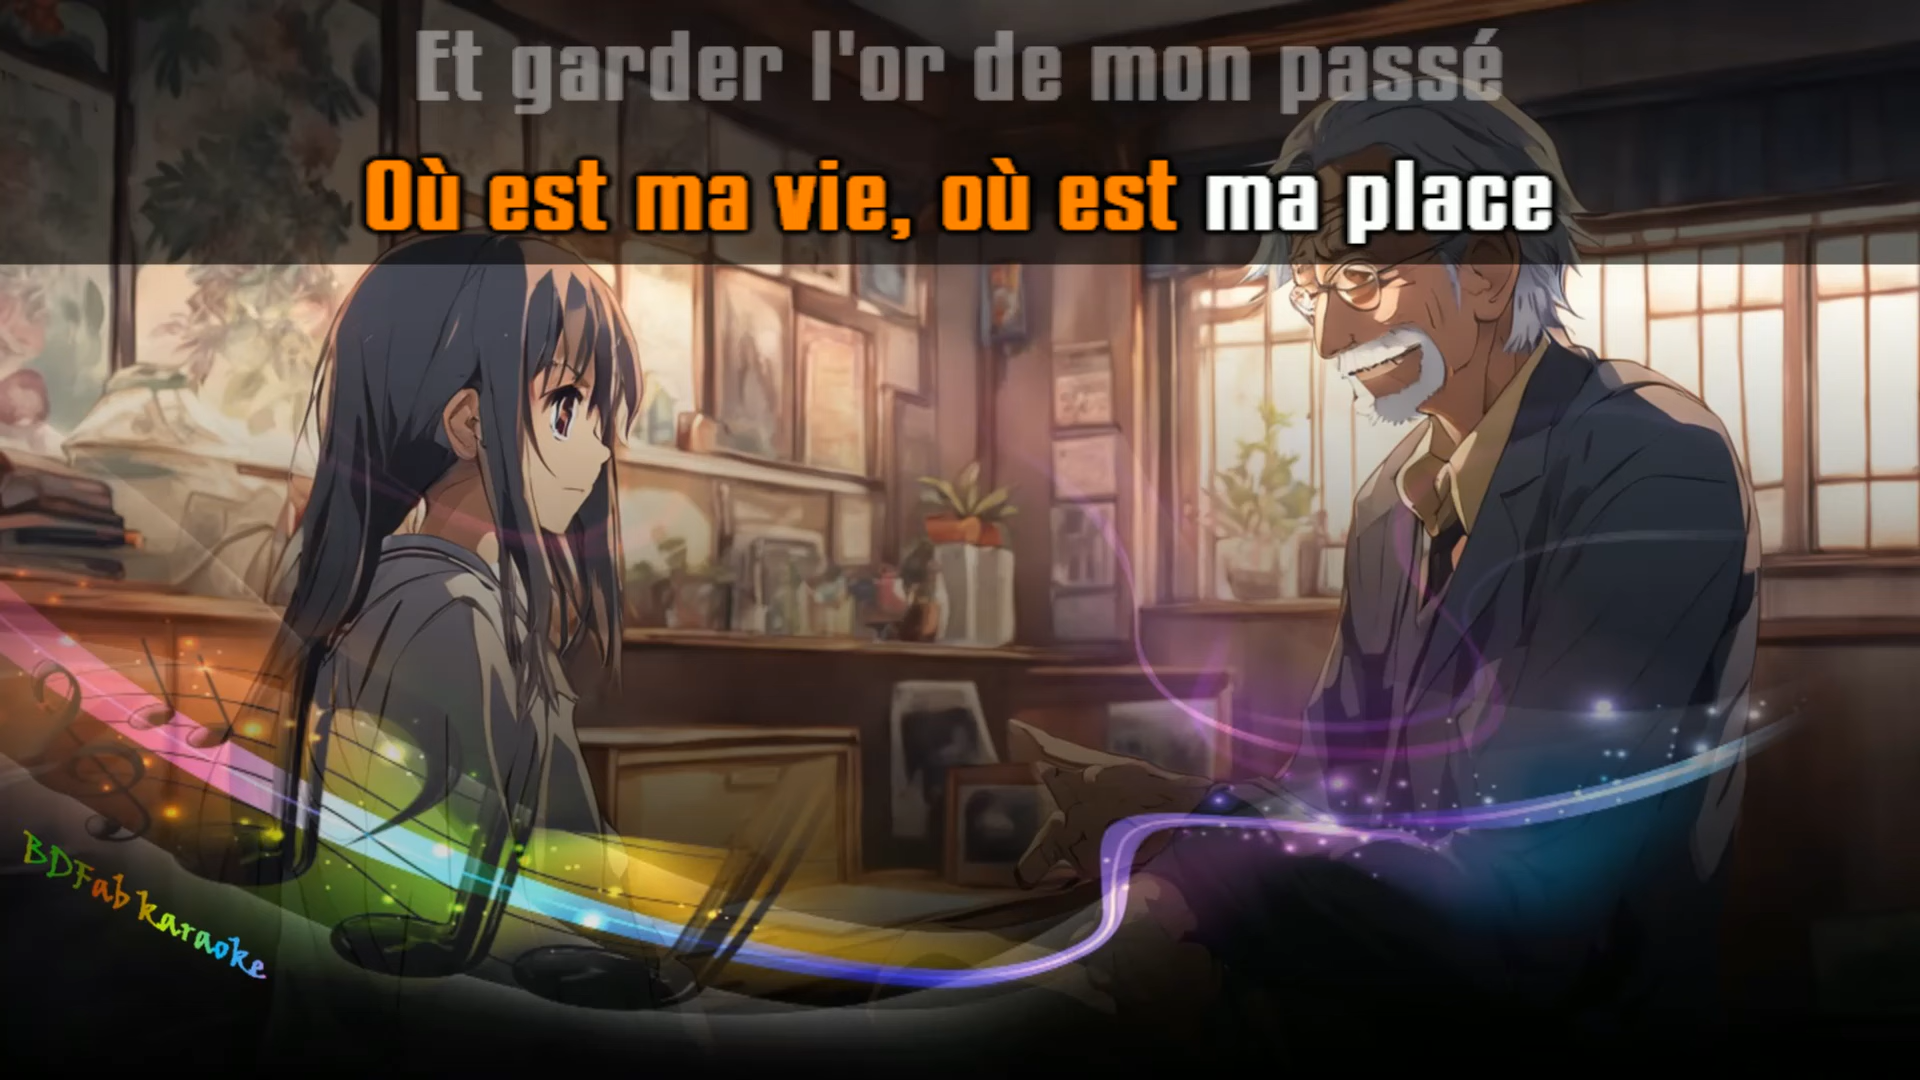 Et garder l'or de mon passé
Où est ma vie, où est ma place
BDFab karaoke